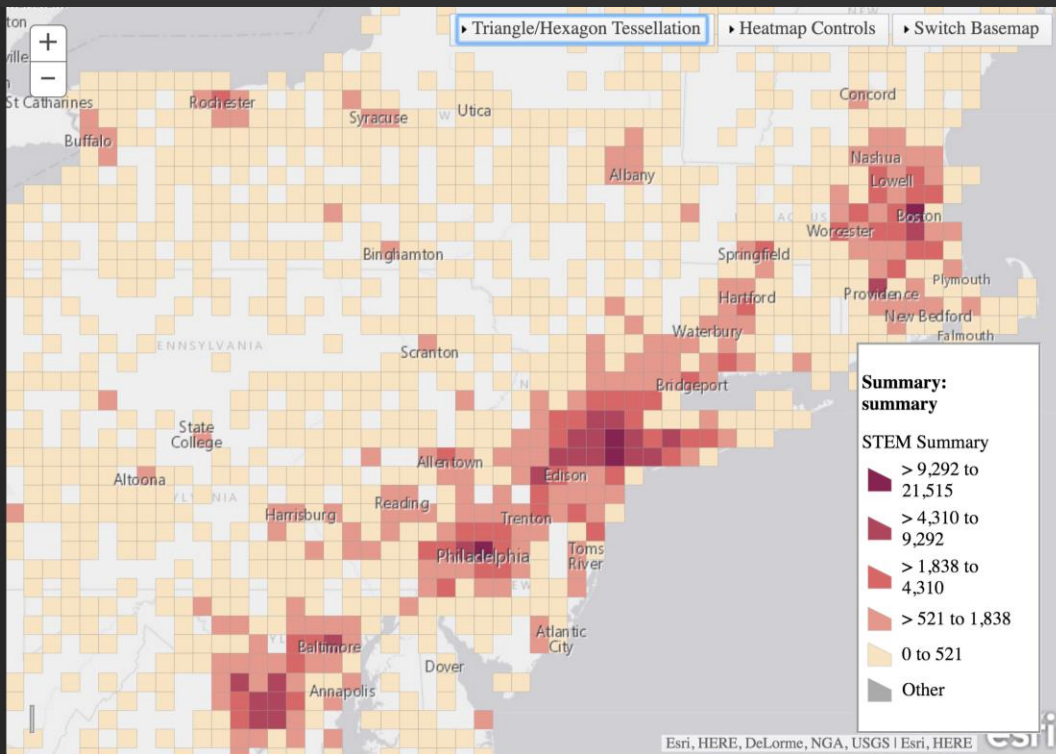 ton
+
ville
−
Triangle/Hexagon Tessellation
Heatmap Controls
Switch Basemap
St Catharines
Rochester
Buffalo
Syracuse
Utica
Concord
Albany
Nashua
Lowell
Boston
Worcester
Binghamton
Springfield
Plymouth
Hartford
Providence
New Bedford
Falmouth
Waterbury
ENNSYLVANIA
Scranton
Bridgeport
State
College
Allentown
Altoona
Edison
Reading
Harrisburg
Trenton
Philadelphia
Toms
River
Baltimore
Atlantic
City
Dover
Annapolis
Summary:
summary
STEM Summary
> 9,292 to
21,515
> 4,310 to
9,292
> 1,838 to
4,310
> 521 to 1,838
0 to 521
Other
Esri, HERE, DeLorme, NGA, USGS | Esri, HERE
esri